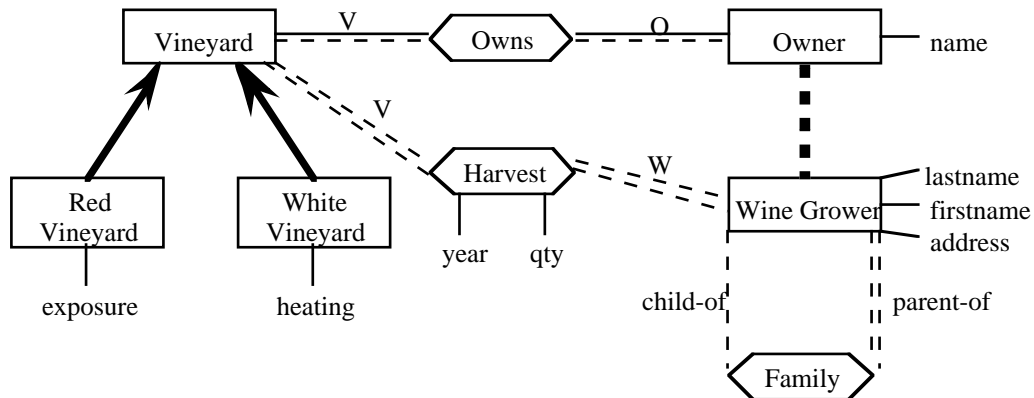 V
Vineyard
Owns
O
Owner
name
V
Harvest
W
Red
Vineyard
White
Vineyard
year
qty
Wine Grower
lastname
firstname
address
exposure
heating
child-of
parent-of
Family